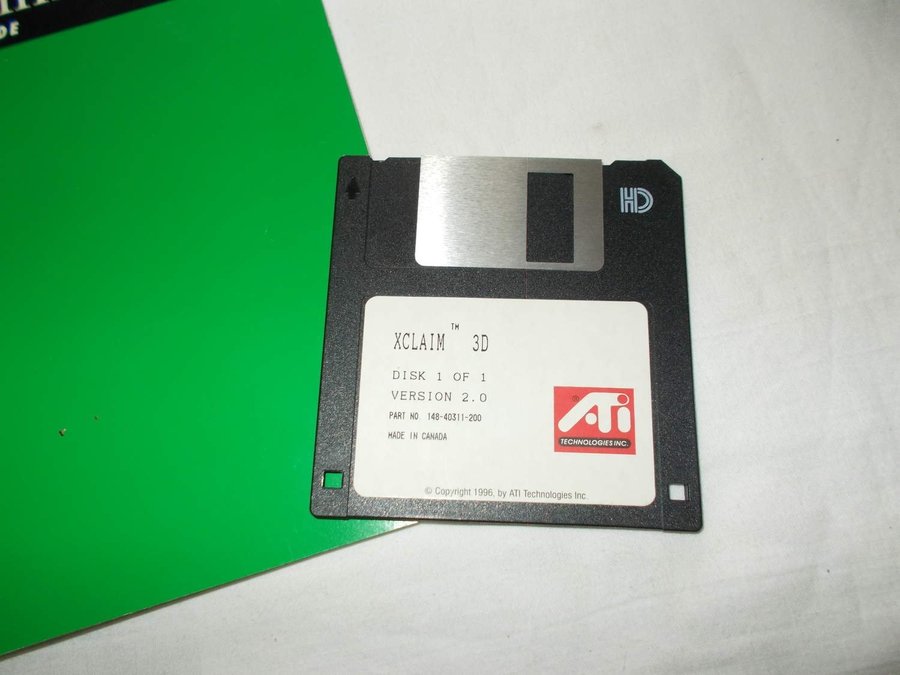 DE
HD
XCLAIM™ 3D
DISK 1 OF 1
VERSION 2.0
PART NO 148-40311-200
MADE IN CANADA
® ATi
TECHNOLOGIES INC.
© Copyright 1996, by ATI Technologies Inc.